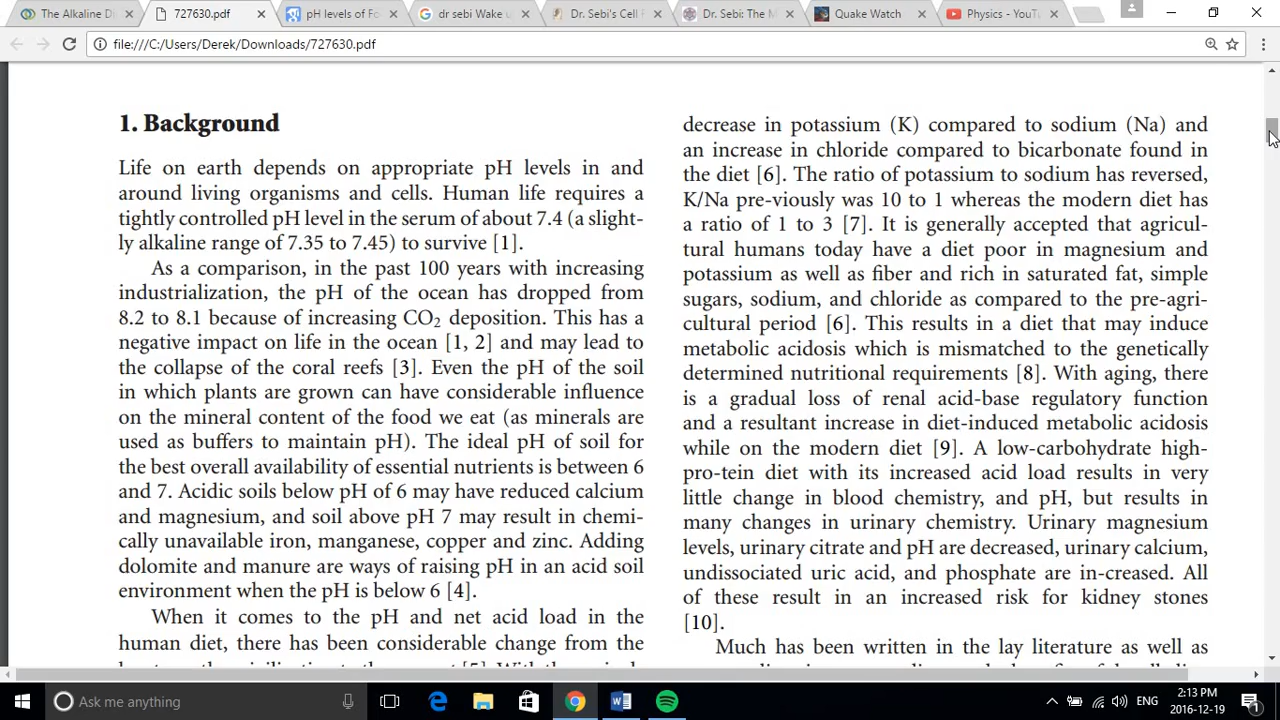 The Alkaline Di
727630.pdf
pH levels of Fo
dr sebi Wake u
Dr. Sebi's Cell F
Dr. Sebi: The M
Quake Watch
Physics - YouTu
file:///C:/Users/Derek/Downloads/727630.pdf
1. Background
Life on earth depends on appropriate pH levels in and
around living organisms and cells. Human life requires a
tightly controlled pH level in the serum of about 7.4 (a slight-
ly alkaline range of 7.35 to 7.45) to survive [1].
As a comparison, in the past 100 years with increasing
industrialization, the pH of the ocean has dropped from
8.2 to 8.1 because of increasing CO₂ deposition. This has a
negative impact on life in the ocean [1, 2] and may lead to
the collapse of the coral reefs [3]. Even the pH of the soil
in which plants are grown can have considerable influence
on the mineral content of the food we eat (as minerals are
used as buffers to maintain pH). The ideal pH of soil for
the best overall availability of essential nutrients is between 6
and 7. Acidic soils below pH of 6 may have reduced calcium
and magnesium, and soil above pH 7 may result in chemi-
cally unavailable iron, manganese, copper and zinc. Adding
dolomite and manure are ways of raising pH in an acid soil
environment when the pH is below 6 [4].
When it comes to the pH and net acid load in the
human diet, there has been considerable change from the
decrease in potassium (K) compared to sodium (Na) and
an increase in chloride compared to bicarbonate found in
the diet [6]. The ratio of potassium to sodium has reversed,
K/Na pre-viously was 10 to 1 whereas the modern diet has
a ratio of 1 to 3 [7]. It is generally accepted that agricul-
tural humans today have a diet poor in magnesium and
potassium as well as fiber and rich in saturated fat, simple
sugars, sodium, and chloride as compared to the pre-agri-
cultural period [6]. This results in a diet that may induce
metabolic acidosis which is mismatched to the genetically
determined nutritional requirements [8]. With aging, there
is a gradual loss of renal acid-base regulatory function
and a resultant increase in diet-induced metabolic acidosis
while on the modern diet [9]. A low-carbohydrate high-
pro-tein diet with its increased acid load results in very
little change in blood chemistry, and pH, but results in
many changes in urinary chemistry. Urinary magnesium
levels, urinary citrate and pH are decreased, urinary calcium,
undissociated uric acid, and phosphate are in-creased. All
of these result in an increased risk for kidney stones
[10].
Much has been written in the lay literature as well as
Ask me anything
ENG
2:13 PM
2016-12-19